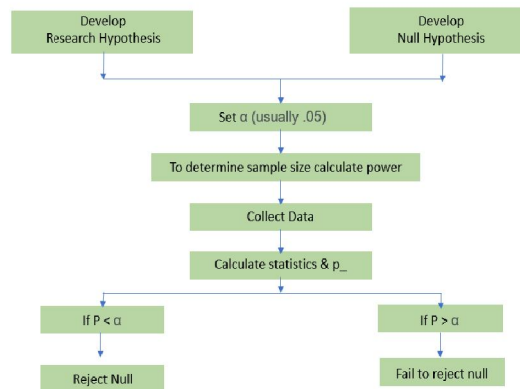 Develop
Research Hypothesis
Develop
Null Hypothesis
Set α (usually .05)
To determine sample size calculate power
Collect Data
Calculate statistics & p_
If P < α
If P > α
Reject Null
Fail to reject null